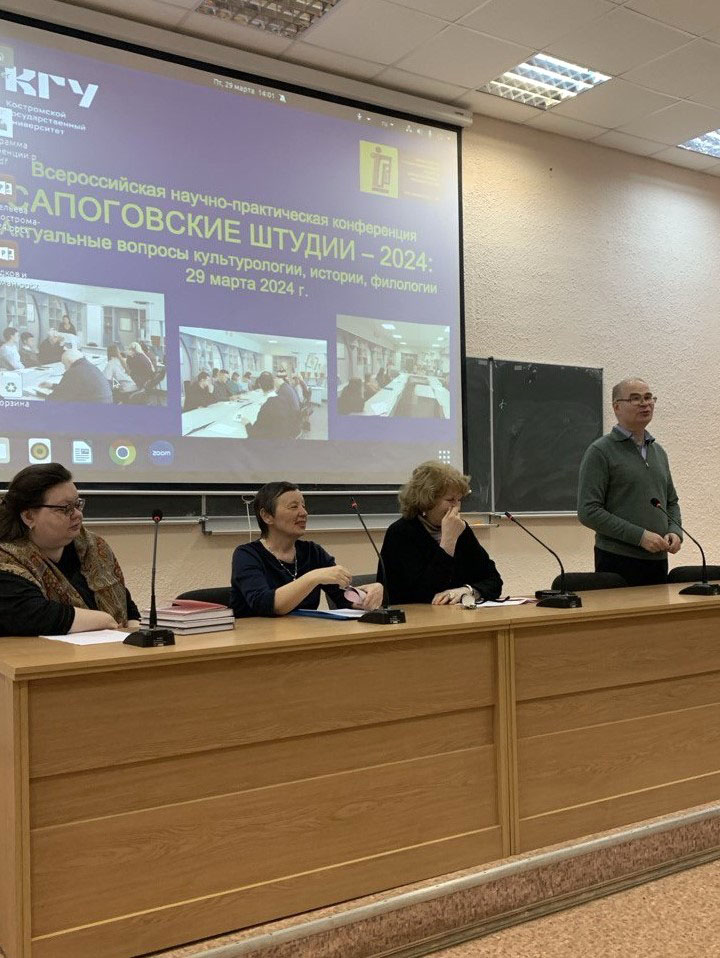 КГУ
Костромской
государственный
университет
Пт, 29 марта 14:01
Всероссийская научно-практическая конференция
САПОГОВСКИЕ ШТУДИИ – 2024:
Актуальные вопросы культурологии, истории, филологии
29 марта 2024 г.
корзина
zoom